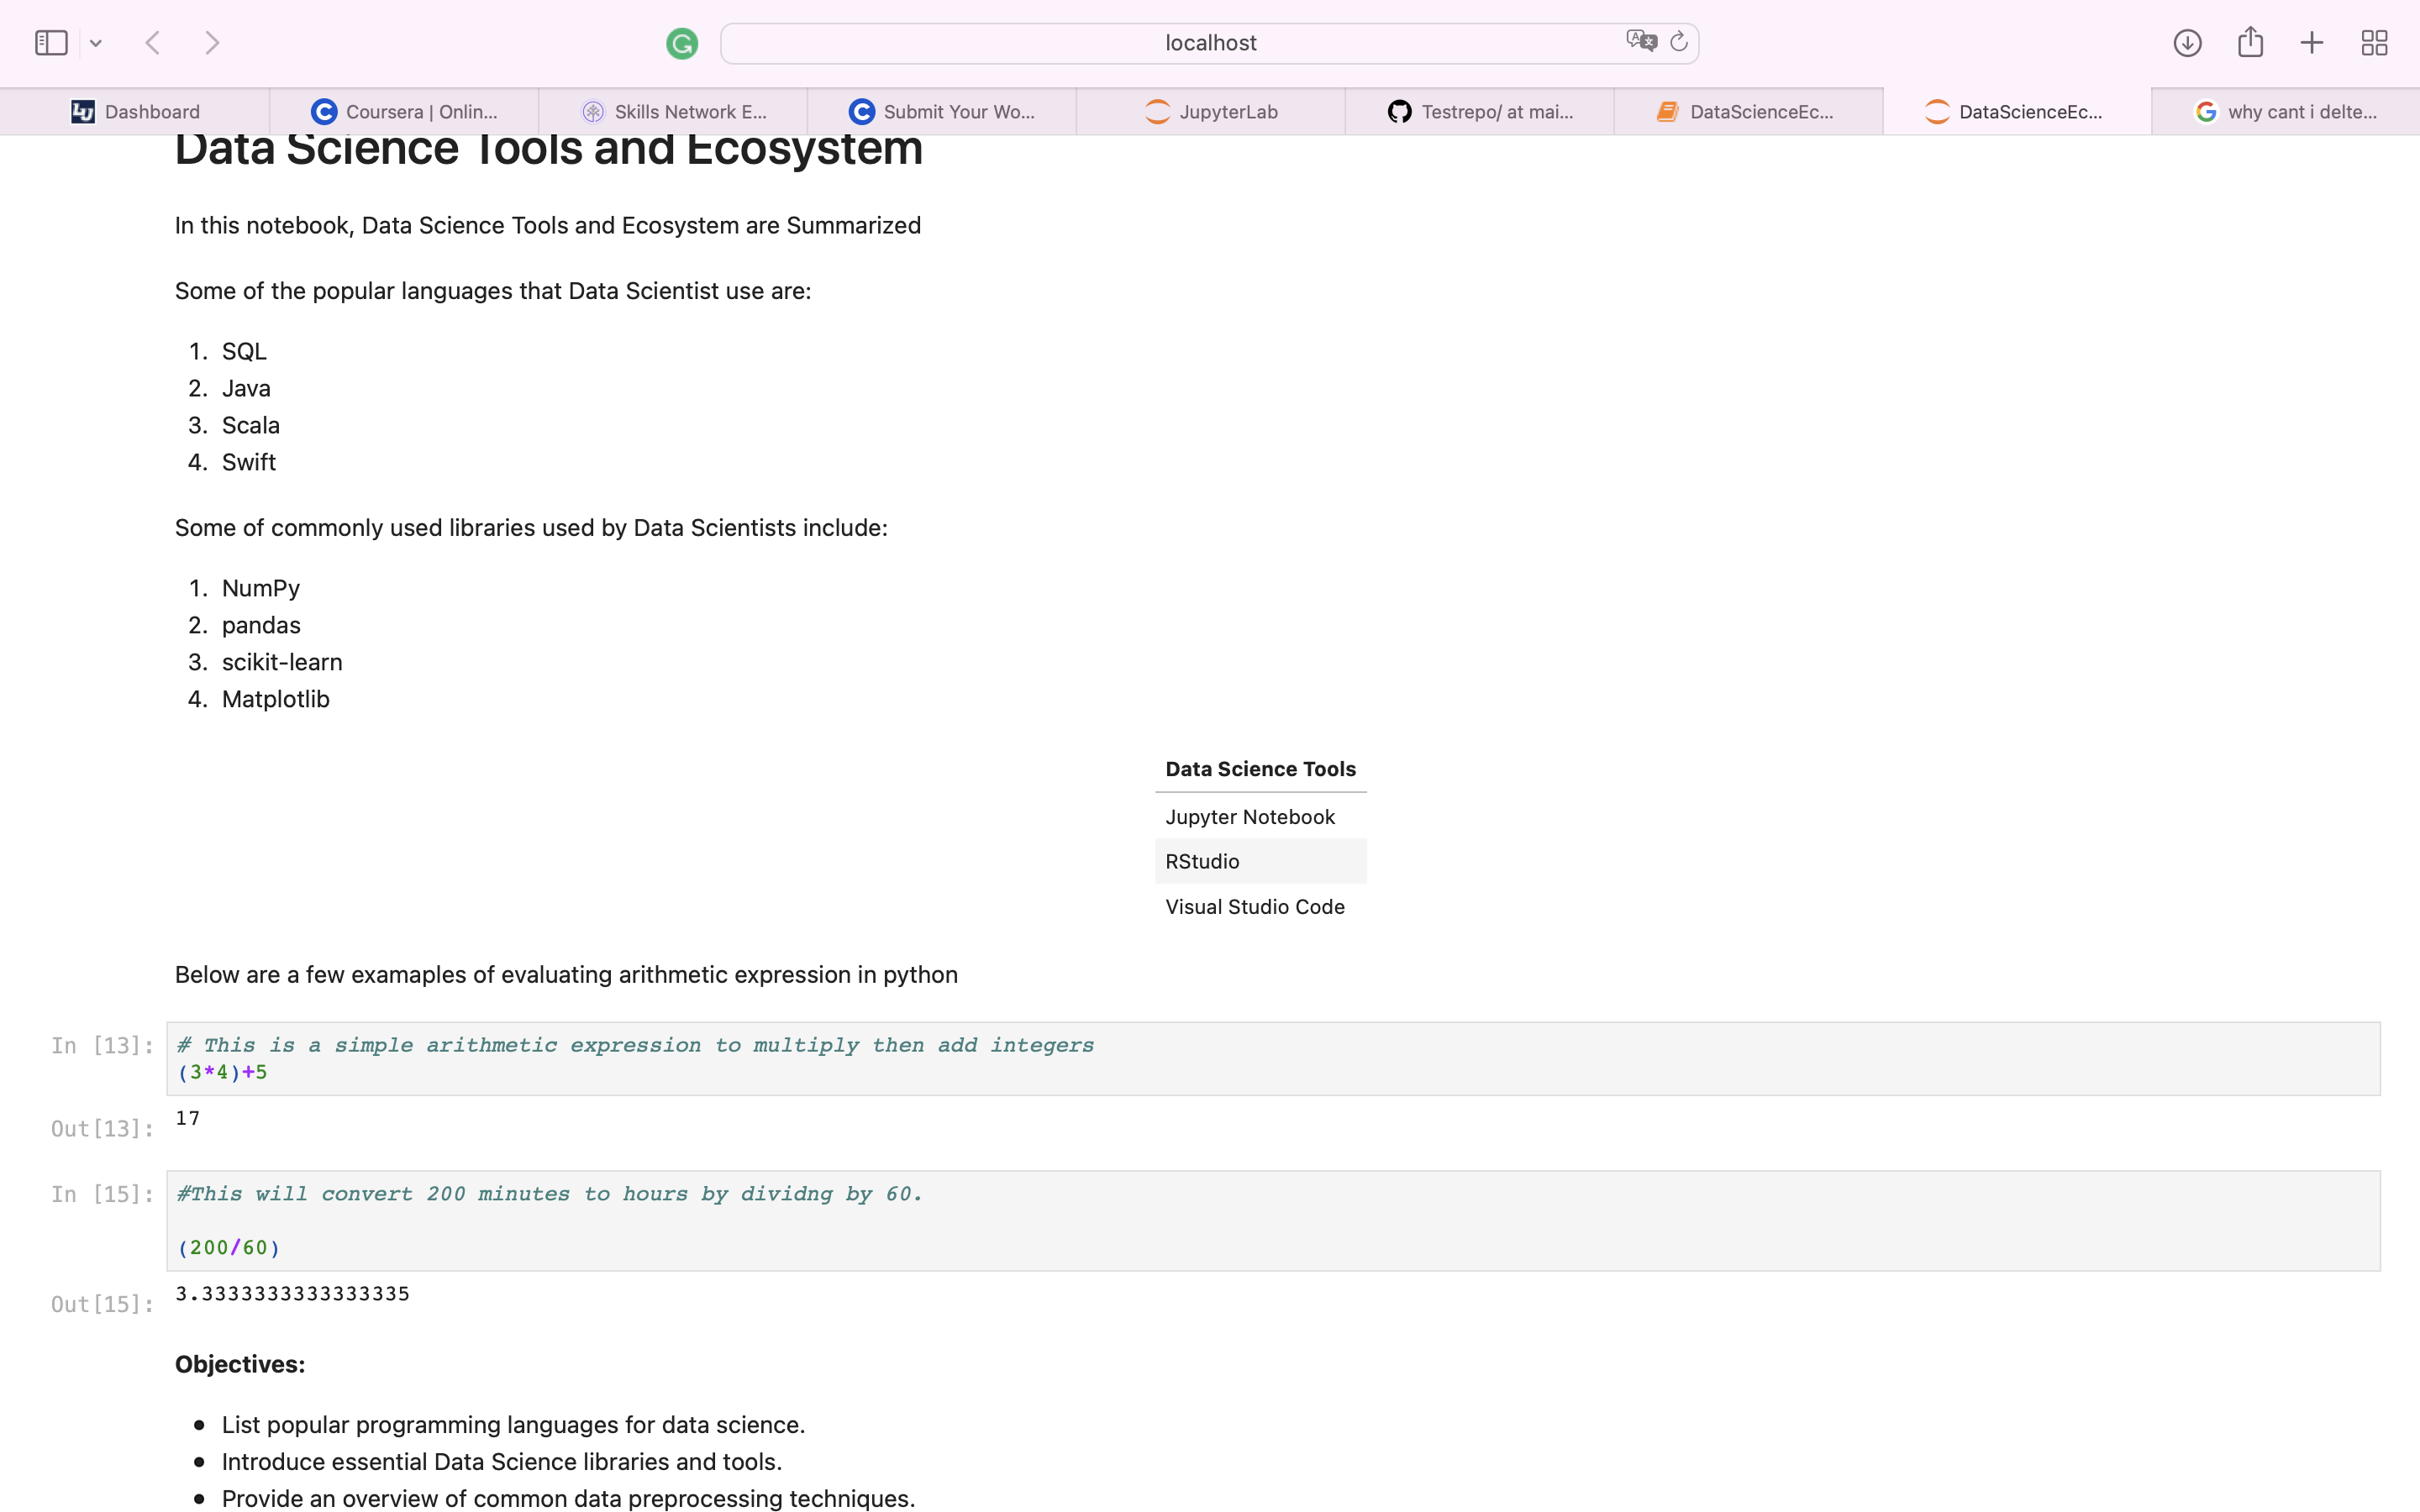 localhost
Dashboard
Coursera | Onlin...
Skills Network E...
Submit Your Wo...
JupyterLab
Testrepo/ at mai...
DataScienceEc...
DataScienceEc...
why cant i delte...
Data Science Tools and Ecosystem
In this notebook, Data Science Tools and Ecosystem are Summarized
Some of the popular languages that Data Scientist use are:
1. SQL
2. Java
3. Scala
4. Swift
Some of commonly used libraries used by Data Scientists include:
1. NumPy
2. pandas
3. scikit-learn
4. Matplotlib
Data Science Tools
Jupyter Notebook
RStudio
Visual Studio Code
Below are a few examaples of evaluating arithmetic expression in python
In [13]: # This is a simple arithmetic expression to multiply then add integers
(3*4)+5
Out[13]: 17
In [15]: #This will convert 200 minutes to hours by dividng by 60.
(200/60)
Out[15]: 3.3333333333333335
Objectives:
• List popular programming languages for data science.
• Introduce essential Data Science libraries and tools.
• Provide an overview of common data preprocessing techniques.